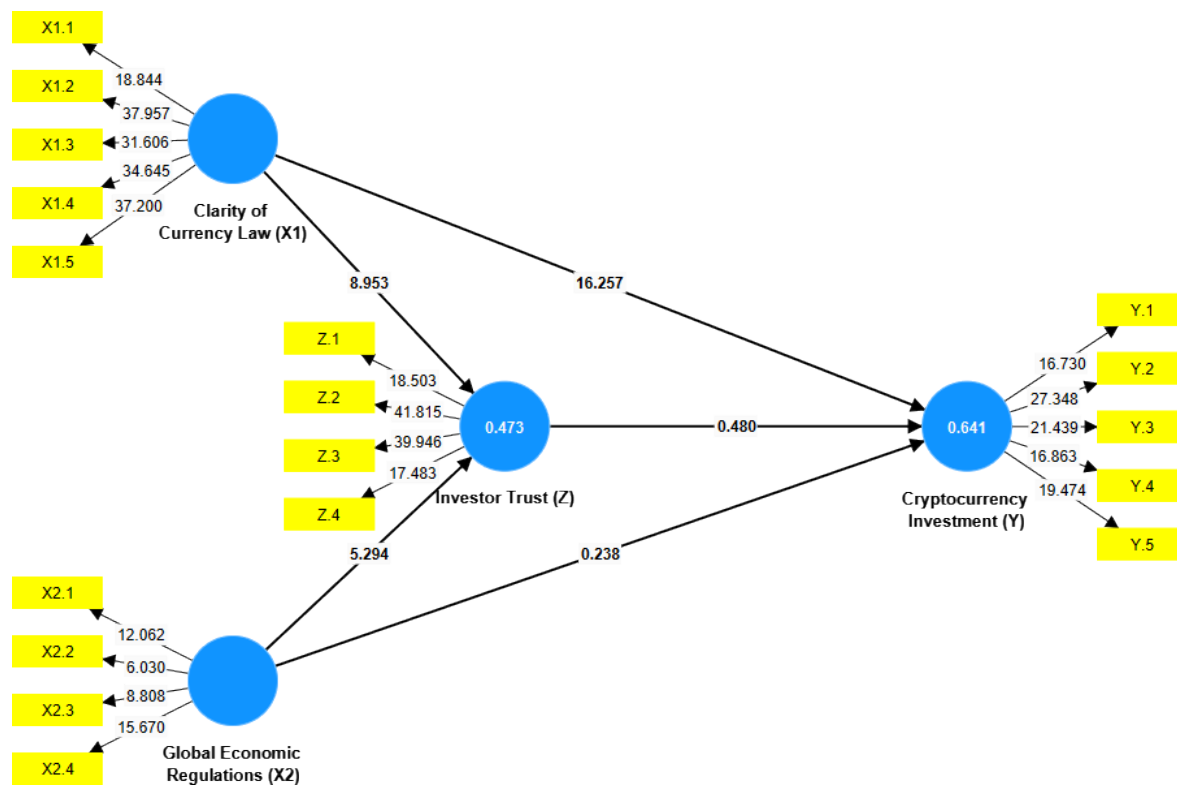 X1.1
18.844
X1.2
37.957
X1.3
31.606
X1.4
34.645
X1.5
37.200
Clarity of
Currency Law (X1)
8.953
16.257
Z.1
18.503
Z.2
41.815
Z.3
39.946
Z.4
17.483
0.473
Investor Trust (Z)
0.480
0.641
Cryptocurrency
Investment (Y)
Y.1
16.730
Y.2
27.348
Y.3
21.439
Y.4
16.863
Y.5
19.474
5.294
0.238
X2.1
12.062
X2.2
6.030
X2.3
8.808
X2.4
15.670
Global Economic
Regulations (X2)